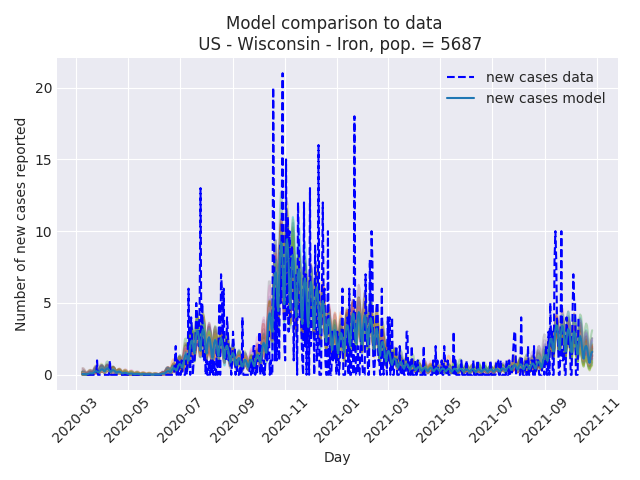 Model comparison to data
US - Wisconsin - Iron, pop. = 5687
new cases data
new cases model
Number of new cases reported
20
15
10
5
0
2020-03
2020-05
2020-07
2020-09
2020-11
2021-01
2021-03
2021-05
2021-07
2021-09
2021-11
Day